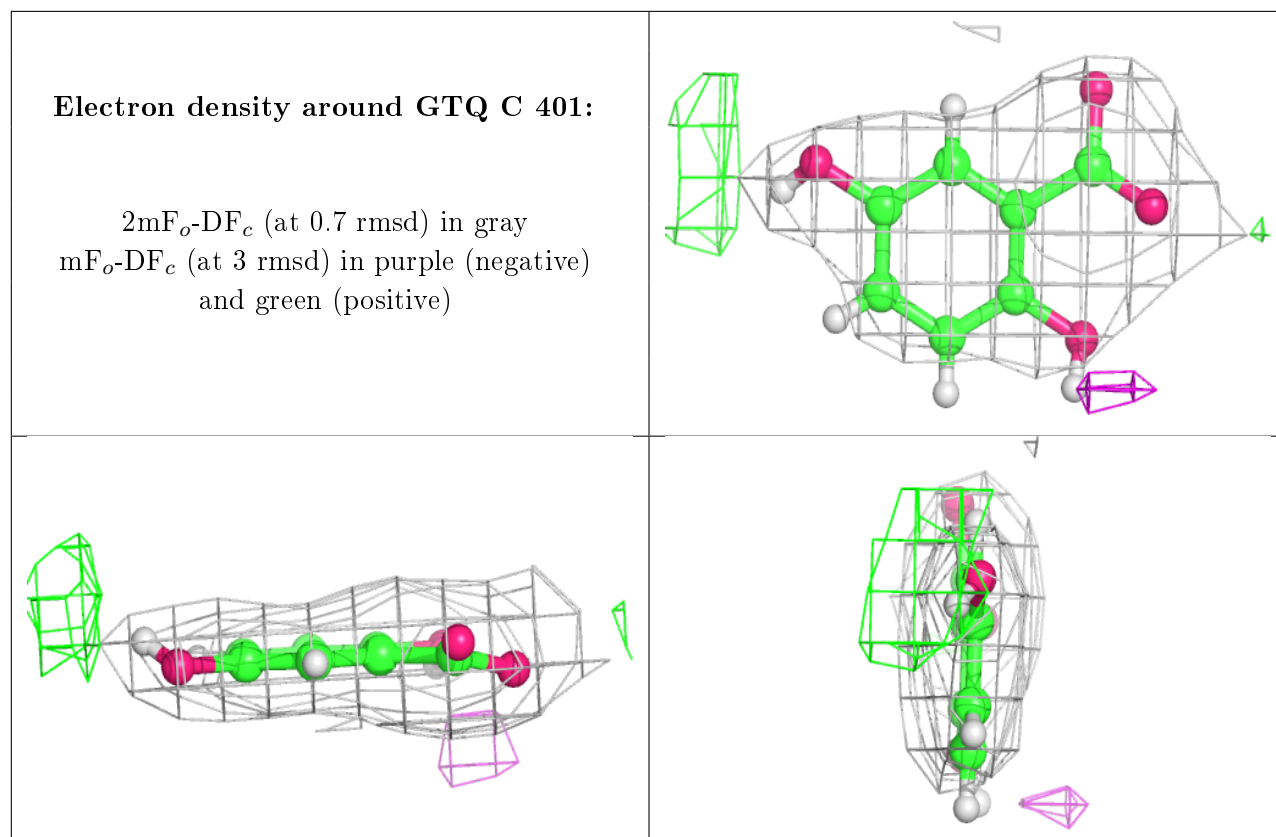 Electron density around GTQ C 401:
2mFₒ-DF𝒸 (at 0.7 rmsd) in gray
mFₒ-DF𝒸 (at 3 rmsd) in purple (negative)
and green (positive)